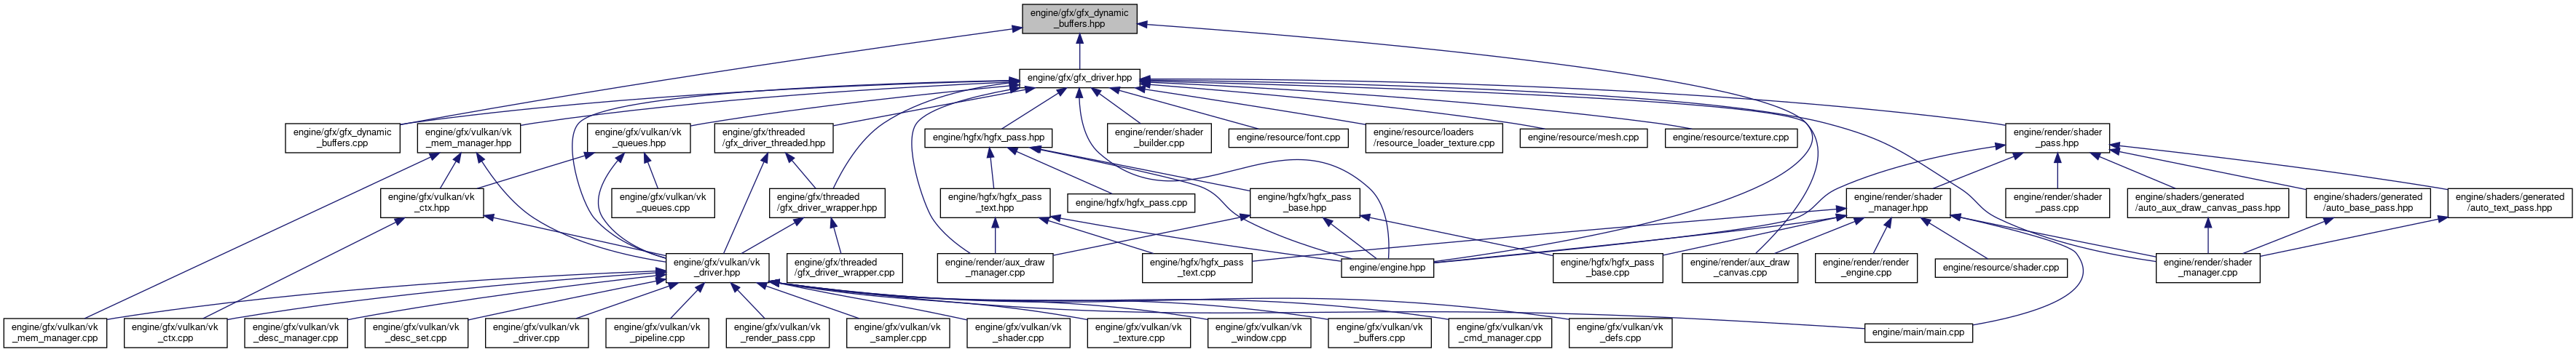 engine/gfx/gfx_dynamic
_buffers.hpp
engine/gfx/gfx_driver.hpp
engine/gfx/gfx_dynamic
_buffers.cpp
engine/gfx/vulkan/vk
_mem_manager.hpp
engine/gfx/vulkan/vk
_queues.hpp
engine/gfx/threaded
/gfx_driver_threaded.hpp
engine/hgfx/hgfx_pass.hpp
engine/render/shader
_builder.cpp
engine/resource/font.cpp
engine/resource/loaders
/resource_loader_texture.cpp
engine/resource/mesh.cpp
engine/resource/texture.cpp
engine/render/shader
_pass.hpp
engine/gfx/vulkan/vk
_ctx.hpp
engine/gfx/vulkan/vk
_queues.cpp
engine/gfx/threaded
/gfx_driver_wrapper.hpp
engine/hgfx/hgfx_pass
_text.hpp
engine/hgfx/hgfx_pass.cpp
engine/hgfx/hgfx_pass
_base.hpp
engine/render/shader
_manager.hpp
engine/render/shader
_pass.cpp
engine/shaders/generated
/auto_aux_draw_canvas_pass.hpp
engine/shaders/generated
/auto_base_pass.hpp
engine/shaders/generated
/auto_text_pass.hpp
engine/gfx/vulkan/vk
_driver.hpp
engine/gfx/threaded
/gfx_driver_wrapper.cpp
engine/render/aux_draw
_manager.cpp
engine/hgfx/hgfx_pass
_text.cpp
engine/engine.hpp
engine/hgfx/hgfx_pass
_base.cpp
engine/render/aux_draw
_canvas.cpp
engine/render/render
_engine.cpp
engine/resource/shader.cpp
engine/render/shader
_manager.cpp
engine/gfx/vulkan/vk
_mem_manager.cpp
engine/gfx/vulkan/vk
_ctx.cpp
engine/gfx/vulkan/vk
_desc_manager.cpp
engine/gfx/vulkan/vk
_desc_set.cpp
engine/gfx/vulkan/vk
_driver.cpp
engine/gfx/vulkan/vk
_pipeline.cpp
engine/gfx/vulkan/vk
_render_pass.cpp
engine/gfx/vulkan/vk
_sampler.cpp
engine/gfx/vulkan/vk
_shader.cpp
engine/gfx/vulkan/vk
_texture.cpp
engine/gfx/vulkan/vk
_window.cpp
engine/gfx/vulkan/vk
_buffers.cpp
engine/gfx/vulkan/vk
_cmd_manager.cpp
engine/gfx/vulkan/vk
_defs.cpp
engine/main/main.cpp